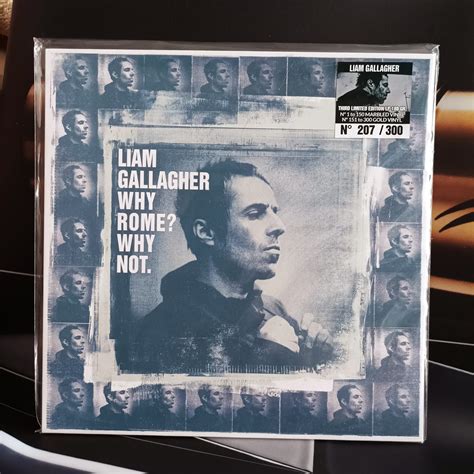 LIAM GALLAGHER
THIRD LIMITED EDITION LP 180 GR
N° 1 to 150 MARBLED VINYL
N° 151 to 300 GOLD VINYL
N° 207 / 300
LIAM
GALLAGHER
WHY
ROME?
WHY
NOT.